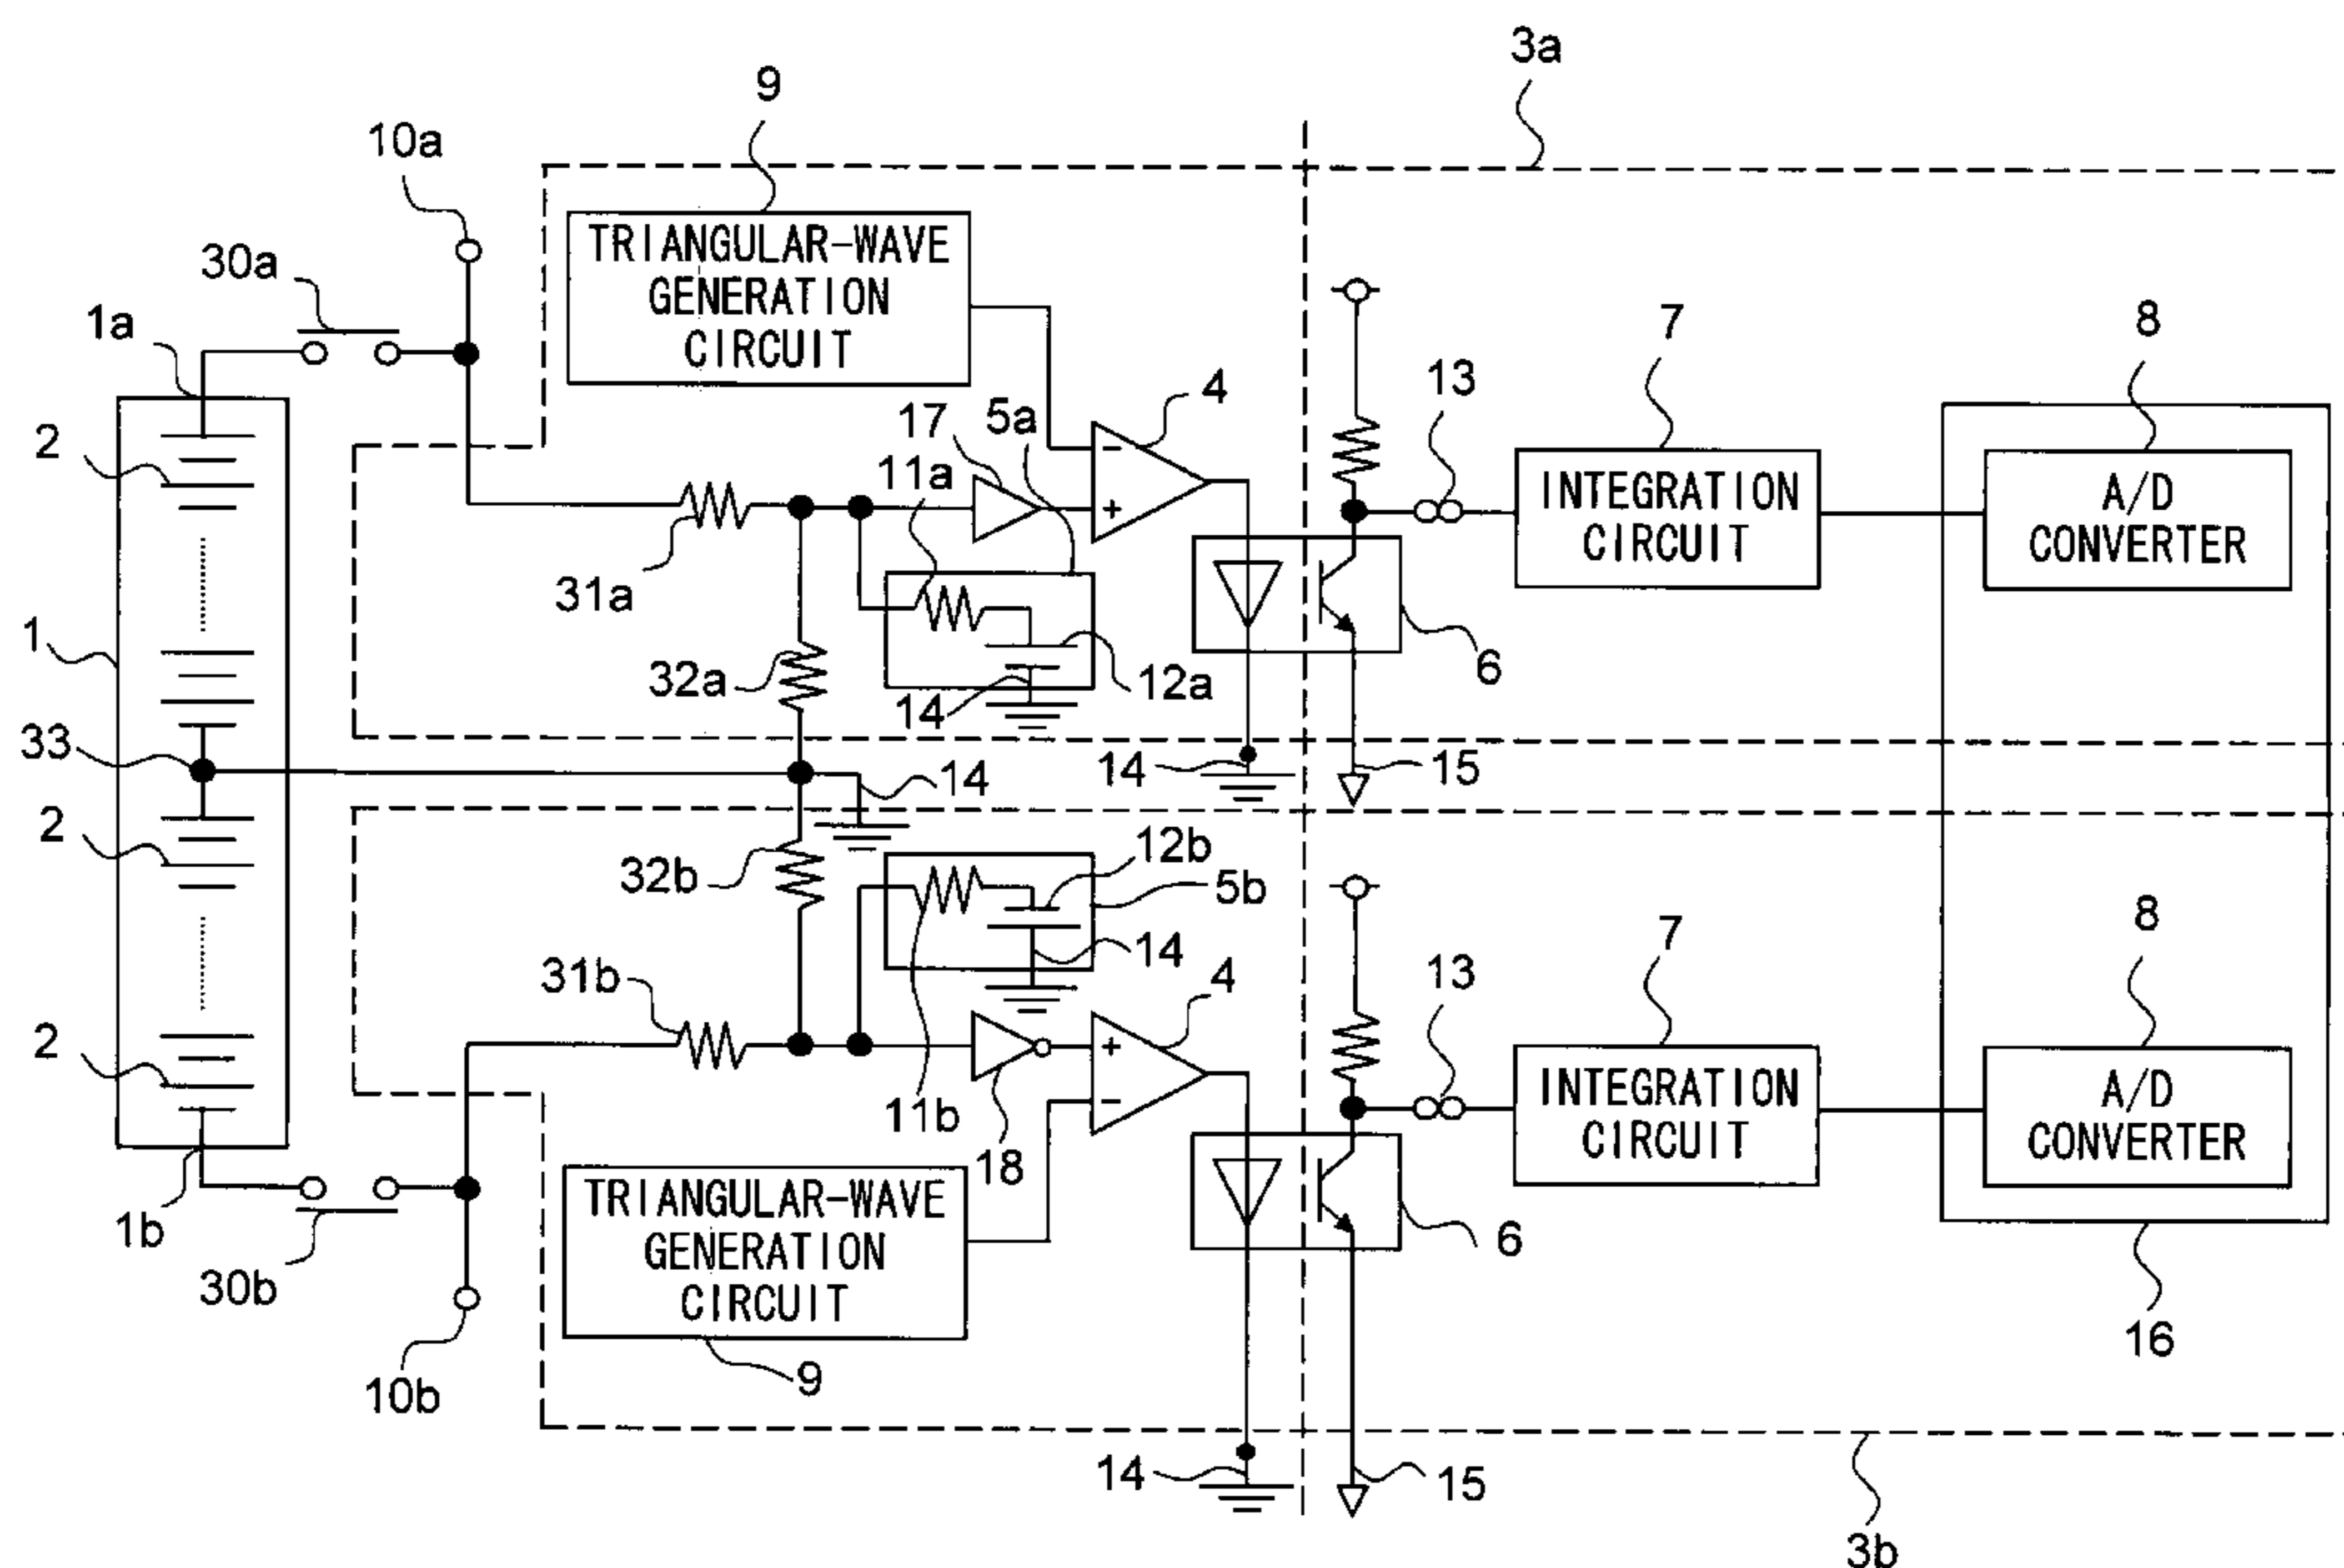 3a
9
10a
TRIANGULAR-WAVE
GENERATION
CIRCUIT
30a
1a
7
8
13
4
17
5a
11a
2
INTEGRATION
CIRCUIT
A/D
CONVERTER
31a
1
32a
12a
6
14
33
14
14
15
2
12b
32b
5b
7
8
14
31b
4
13
2
INTEGRATION
CIRCUIT
A/D
CONVERTER
11b
18
TRIANGULAR-WAVE
GENERATION
CIRCUIT
1b
6
30b
16
9
10b
14
15
3b